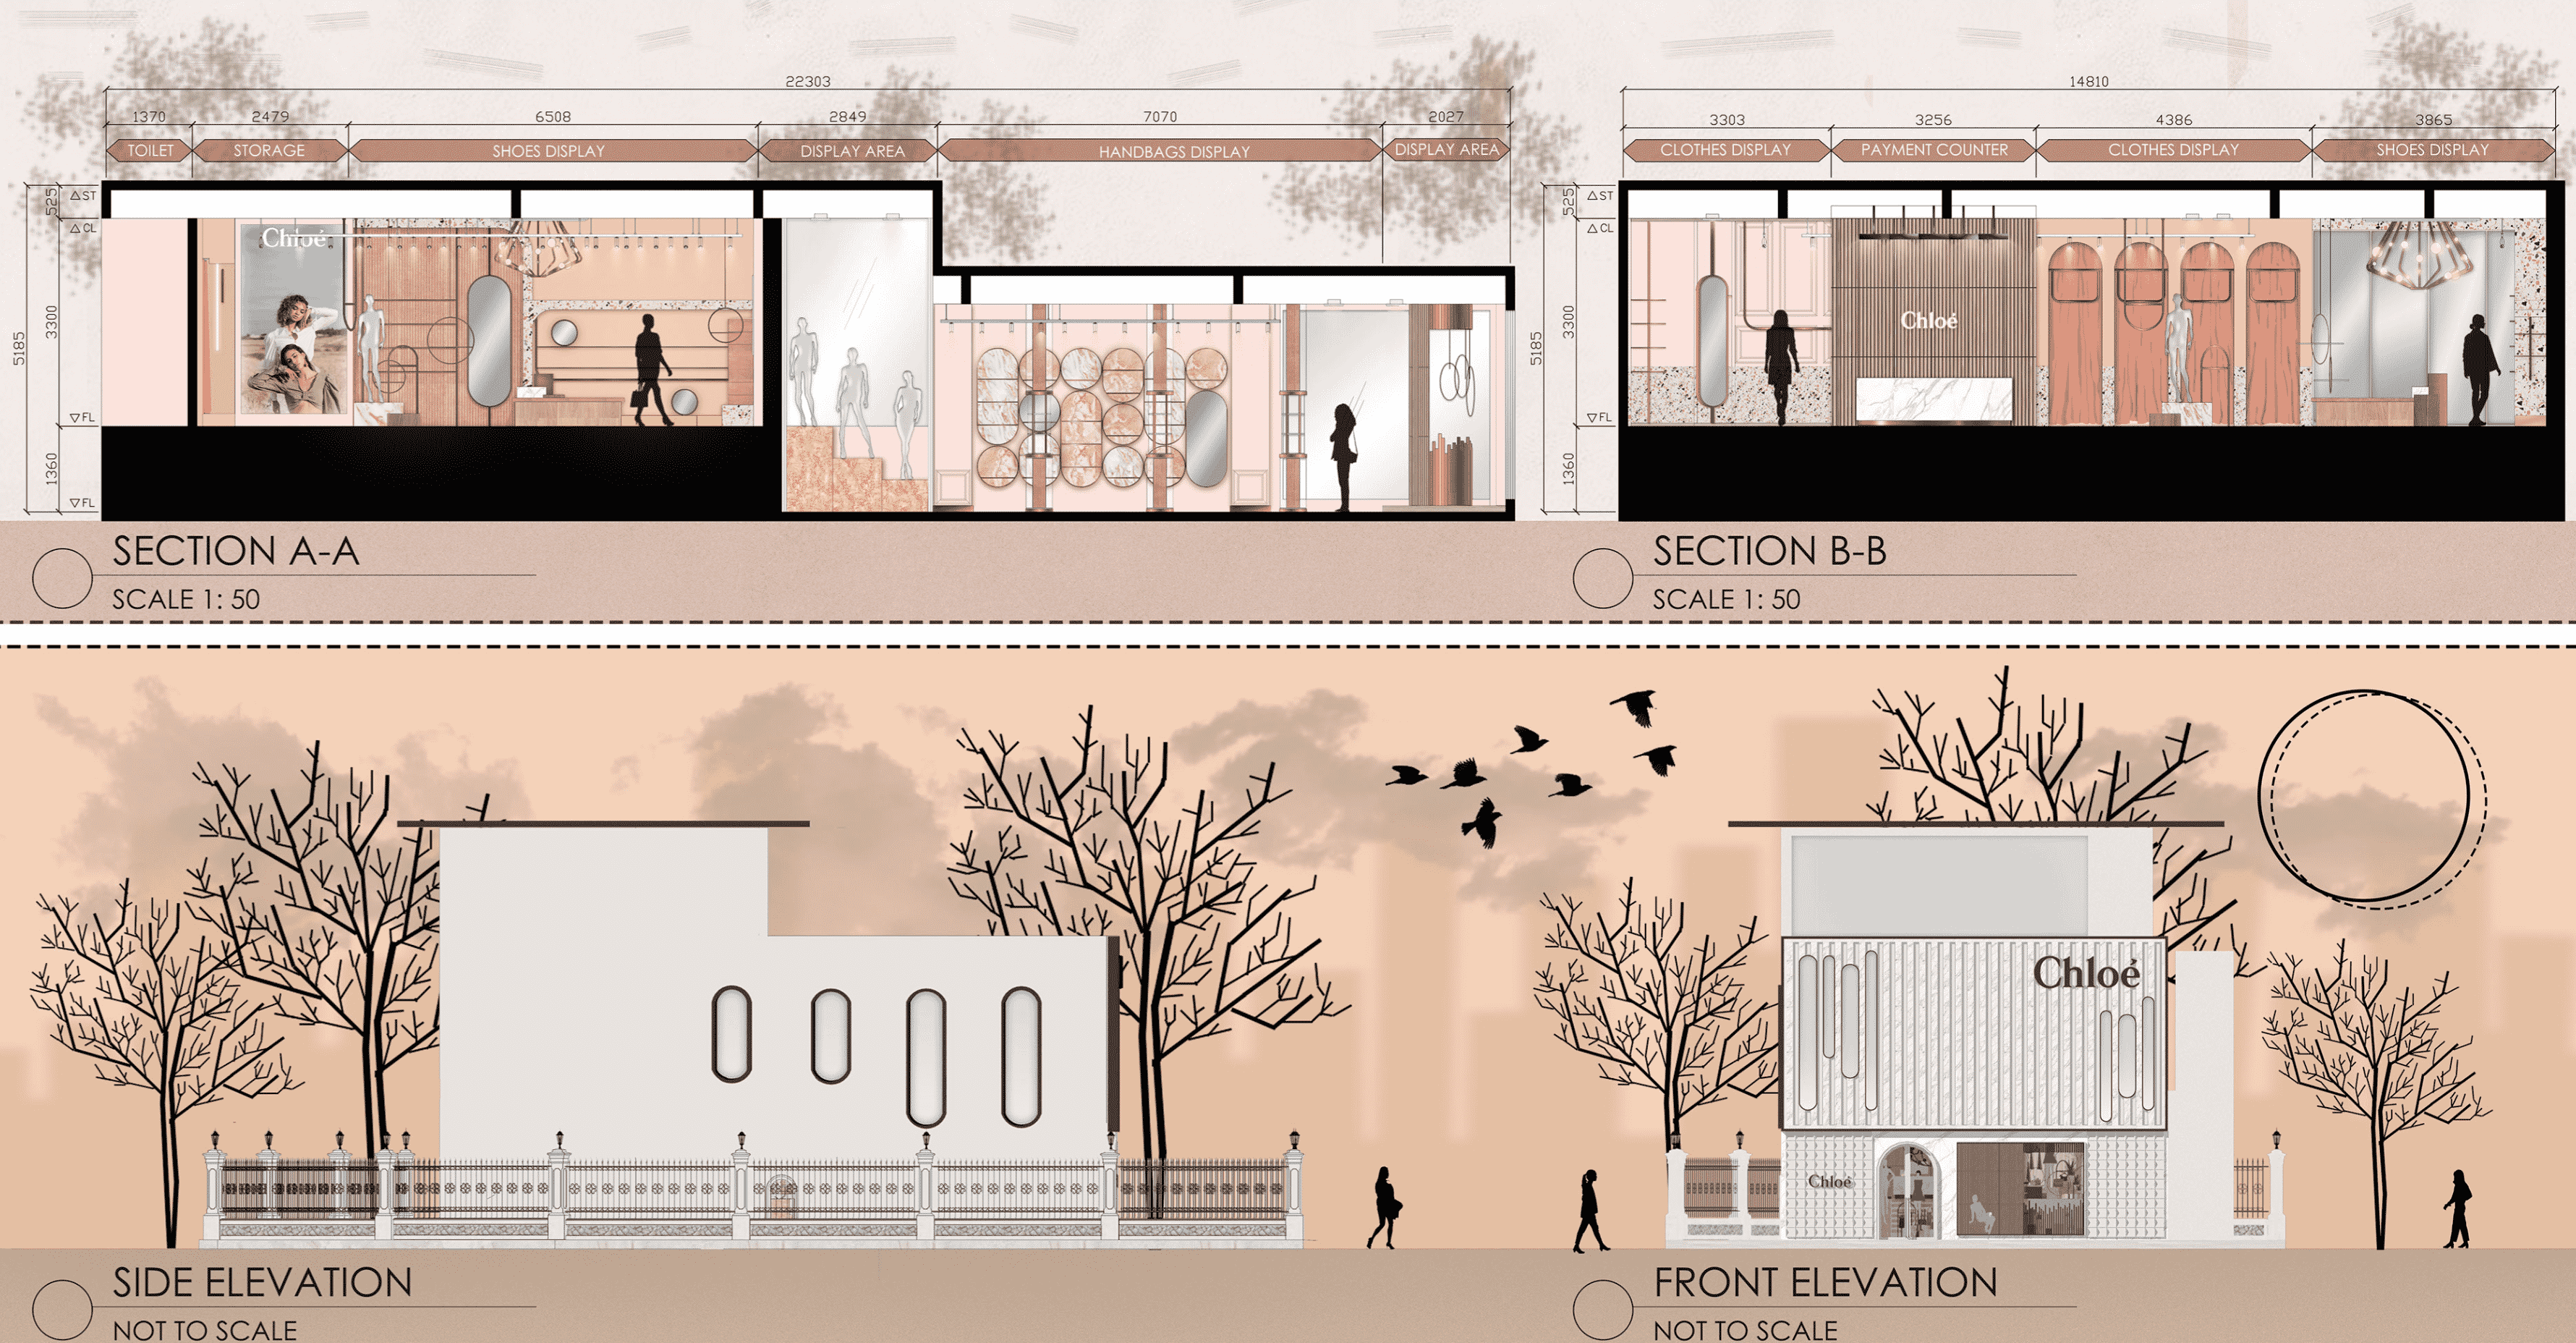 22303
1370 2479 6508 2849 7070 2027
TOILET STORAGE SHOES DISPLAY DISPLAY AREA HANDBAGS DISPLAY DISPLAY AREA
525
△ST
△CL
3300
5185
▽FL
1360
▽FL
Chloé
SECTION A-A
SCALE 1: 50
14810
3303 3256 4386 3865
CLOTHES DISPLAY PAYMENT COUNTER CLOTHES DISPLAY SHOES DISPLAY
525
△ST
△CL
3300
5185
▽FL
1360
▽FL
Chloé
SECTION B-B
SCALE 1: 50
SIDE ELEVATION
NOT TO SCALE
Chloé
Chloé
FRONT ELEVATION
NOT TO SCALE